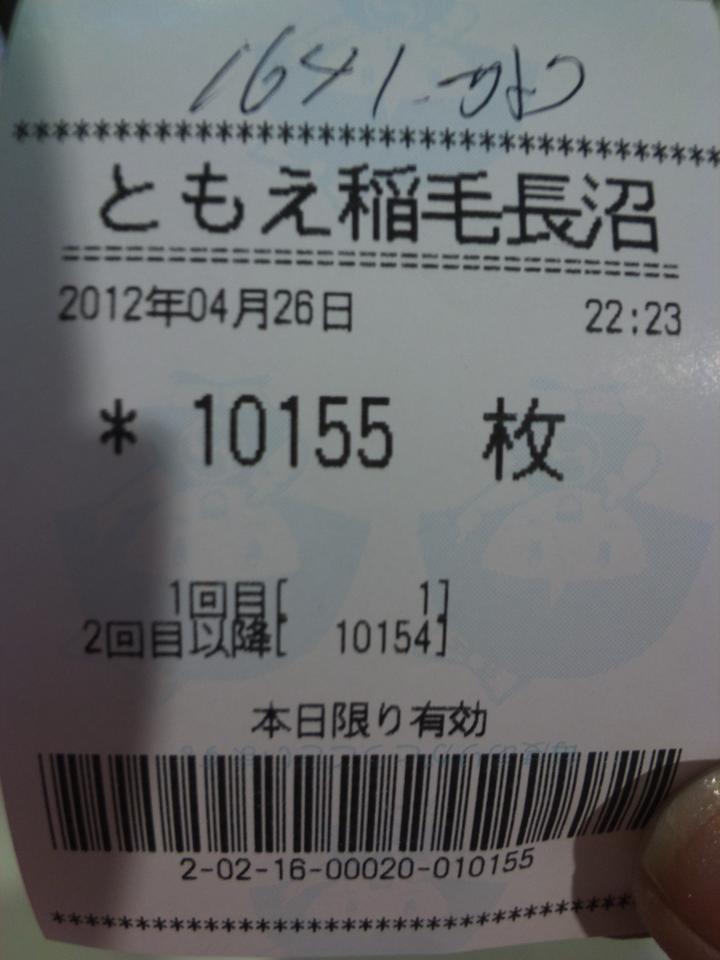 1641.
************************************
ともえ稲毛長沼
========================================
2012年04月26日 22:23
* 10155 枚
1回目[ 1]
2回目以降[ 10154]
本日限り有効
2-02-16-00020-010155
************************************